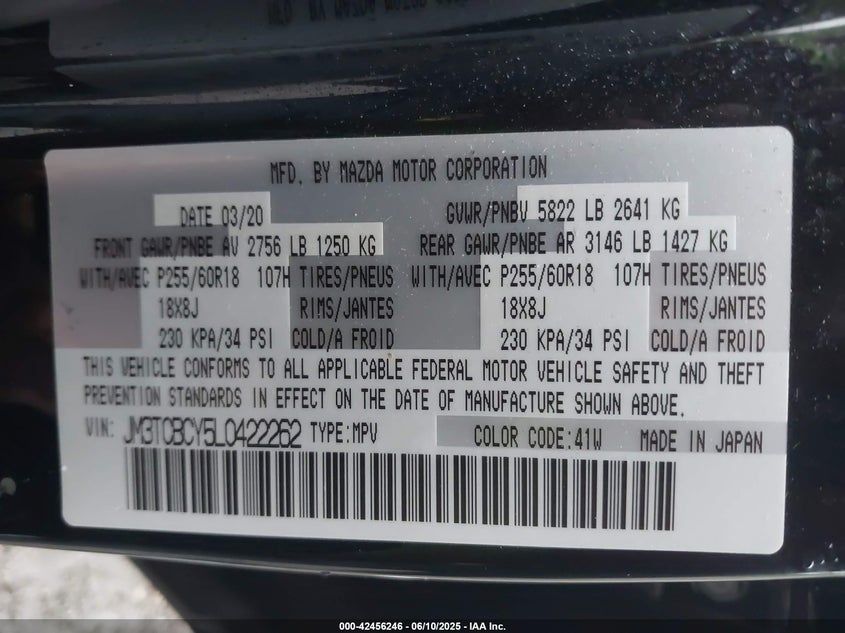 MFD. BY MAZDA MOTOR CORPORATION
DATE 03/20 GVWR/PNBV 5822 LB 2641 KG
FRONT GAWR/PNBE AV 2756 LB 1250 KG REAR GAWR/PNBE AR 3146 LB 1427 KG
WITH/AVEC P255/60R18 107H TIRES/PNEUS WITH/AVEC P255/60R18 107H TIRES/PNEUS
18X8J RIMS/JANTES 18X8J RIMS/JANTES
230 KPA/34 PSI COLD/A FROID 230 KPA/34 PSI COLD/A FROID
THIS VEHICLE CONFORMS TO ALL APPLICABLE FEDERAL MOTOR VEHICLE SAFETY AND THEFT
PREVENTION STANDARDS IN EFFECT ON THE DATE OF MANUFACTURE SHOWN ABOVE.
VIN: JM3TCBCY5L0422262 TYPE:MPV COLOR CODE:41W MADE IN JAPAN
000-42456246 - 06/10/2025 - IAA Inc.